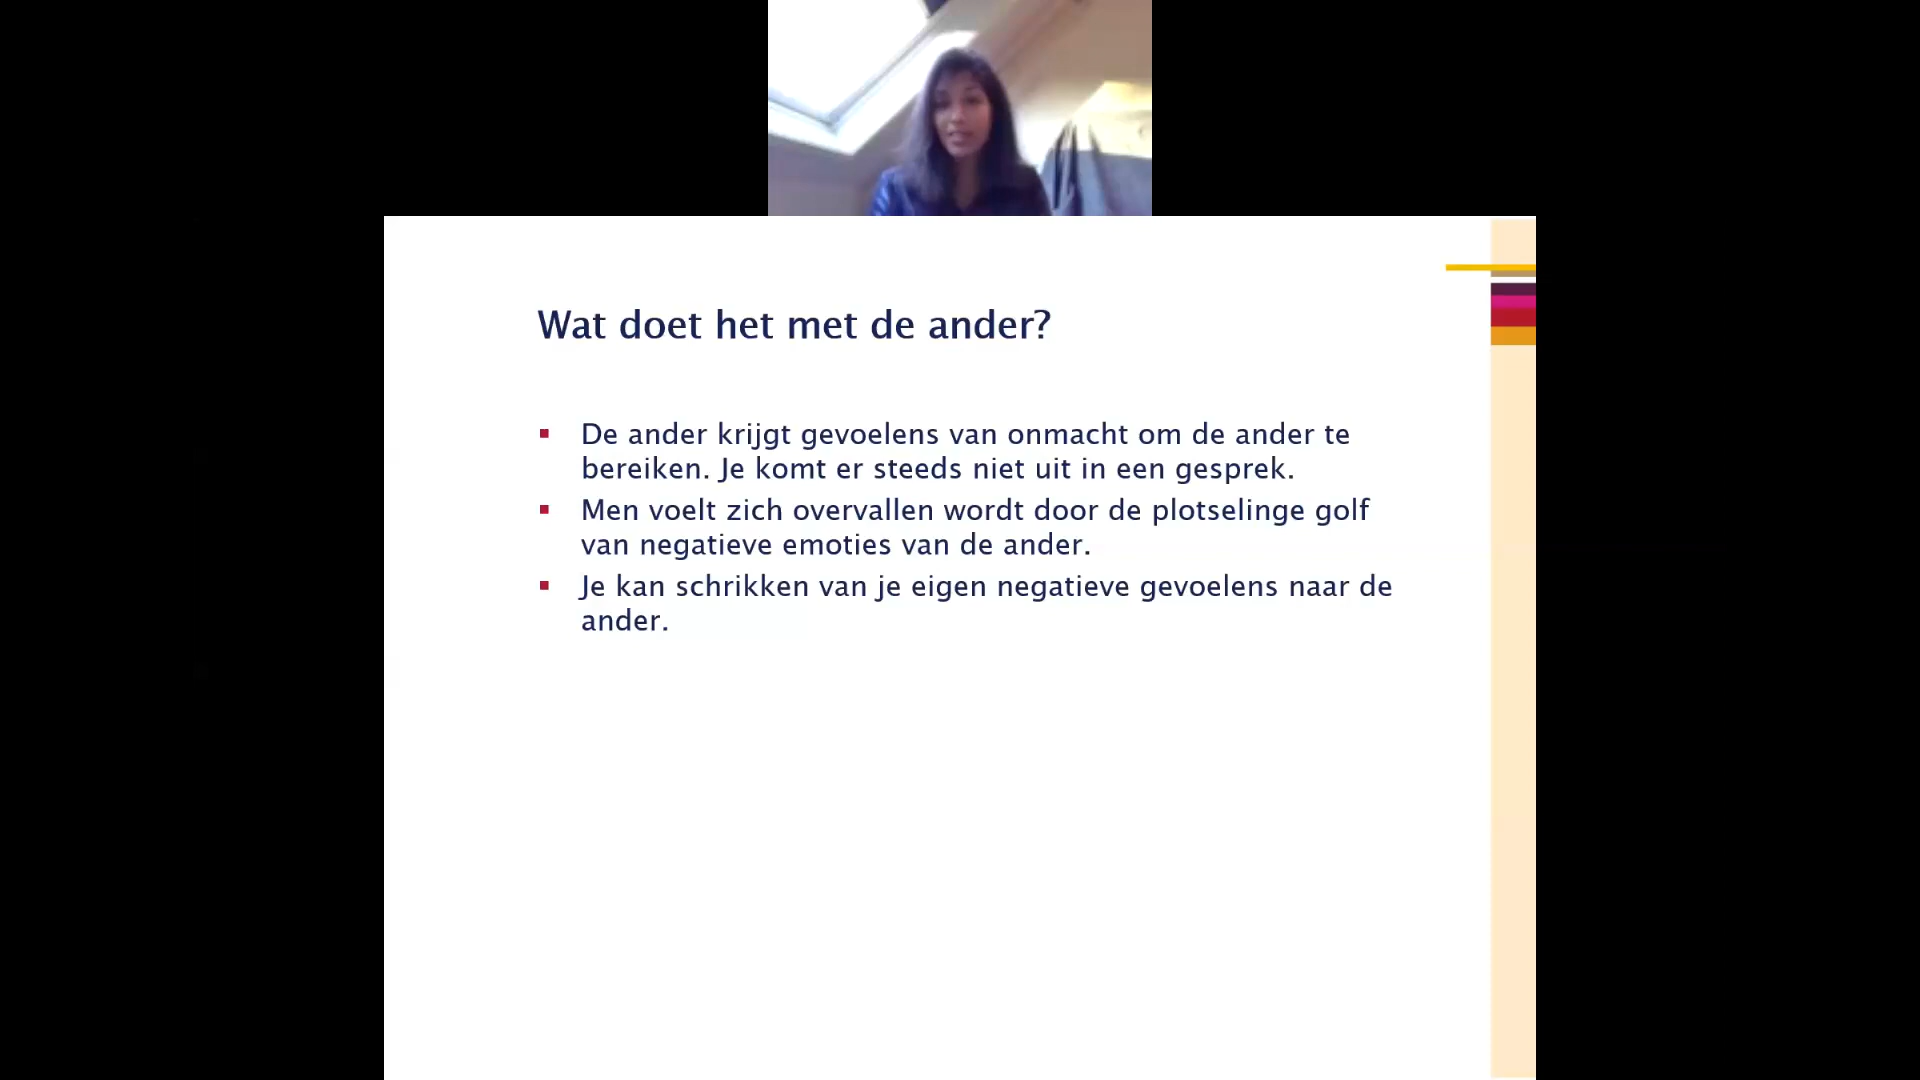 Wat doet het met de ander?
▪ De ander krijgt gevoelens van onmacht om de ander te
bereiken. Je komt er steeds niet uit in een gesprek.
▪ Men voelt zich overvallen wordt door de plotselinge golf
van negatieve emoties van de ander.
▪ Je kan schrikken van je eigen negatieve gevoelens naar de
ander.